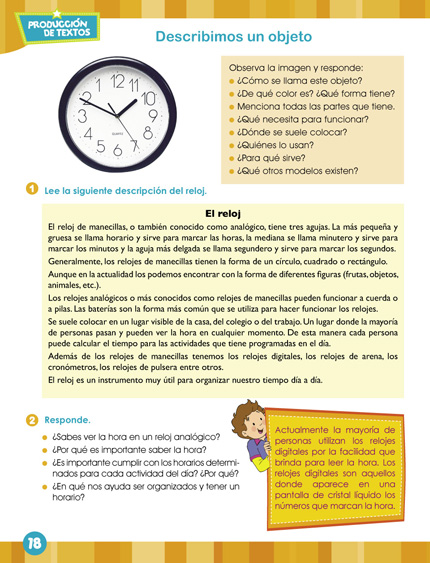 PRODUCCIÓN
DE TEXTOS
Describimos un objeto
12
1
2
3
4
5
6
7
8
9
10
11
QUARTZ
Observa la imagen y responde:
¿Cómo se llama este objeto?
¿De qué color es? ¿Qué forma tiene?
Menciona todas las partes que tiene.
¿Qué necesita para funcionar?
¿Dónde se suele colocar?
¿Quiénes lo usan?
¿Para qué sirve?
¿Qué otros modelos existen?
1 Lee la siguiente descripción del reloj.
El reloj
El reloj de manecillas, o también conocido como analógico, tiene tres agujas. La más pequeña y
gruesa se llama horario y sirve para marcar las horas, la mediana se llama minutero y sirve para
marcar los minutos y la aguja más delgada se llama segundero y sirve para marcar los segundos.
Generalmente, los relojes de manecillas tienen la forma de un círculo, cuadrado o rectángulo.
Aunque en la actualidad los podemos encontrar con la forma de diferentes figuras (frutas, objetos,
animales, etc.).
Los relojes analógicos o más conocidos como relojes de manecillas pueden funcionar a cuerda o
a pilas. Las baterías son la forma más común que se utiliza para hacer funcionar los relojes.
Se suele colocar en un lugar visible de la casa, del colegio o del trabajo. Un lugar donde la mayoría
de personas pasan y pueden ver la hora en cualquier momento. De esta manera cada persona
puede calcular el tiempo para las actividades que tiene programadas en el día.
Además de los relojes de manecillas tenemos los relojes digitales, los relojes de arena, los
cronómetros, los relojes de pulsera entre otros.
El reloj es un instrumento muy útil para organizar nuestro tiempo día a día.
2 Responde.
¿Sabes ver la hora en un reloj analógico?
¿Por qué es importante saber la hora?
¿Es importante cumplir con los horarios determi-
nados para cada actividad del día? ¿Por qué?
¿En qué nos ayuda ser organizados y tener un
horario?
Actualmente la mayoría de
personas utilizan los relojes
digitales por la facilidad que
brinda para leer la hora. Los
relojes digitales son aquellos
donde aparece en una
pantalla de cristal líquido los
números que marcan la hora.
18